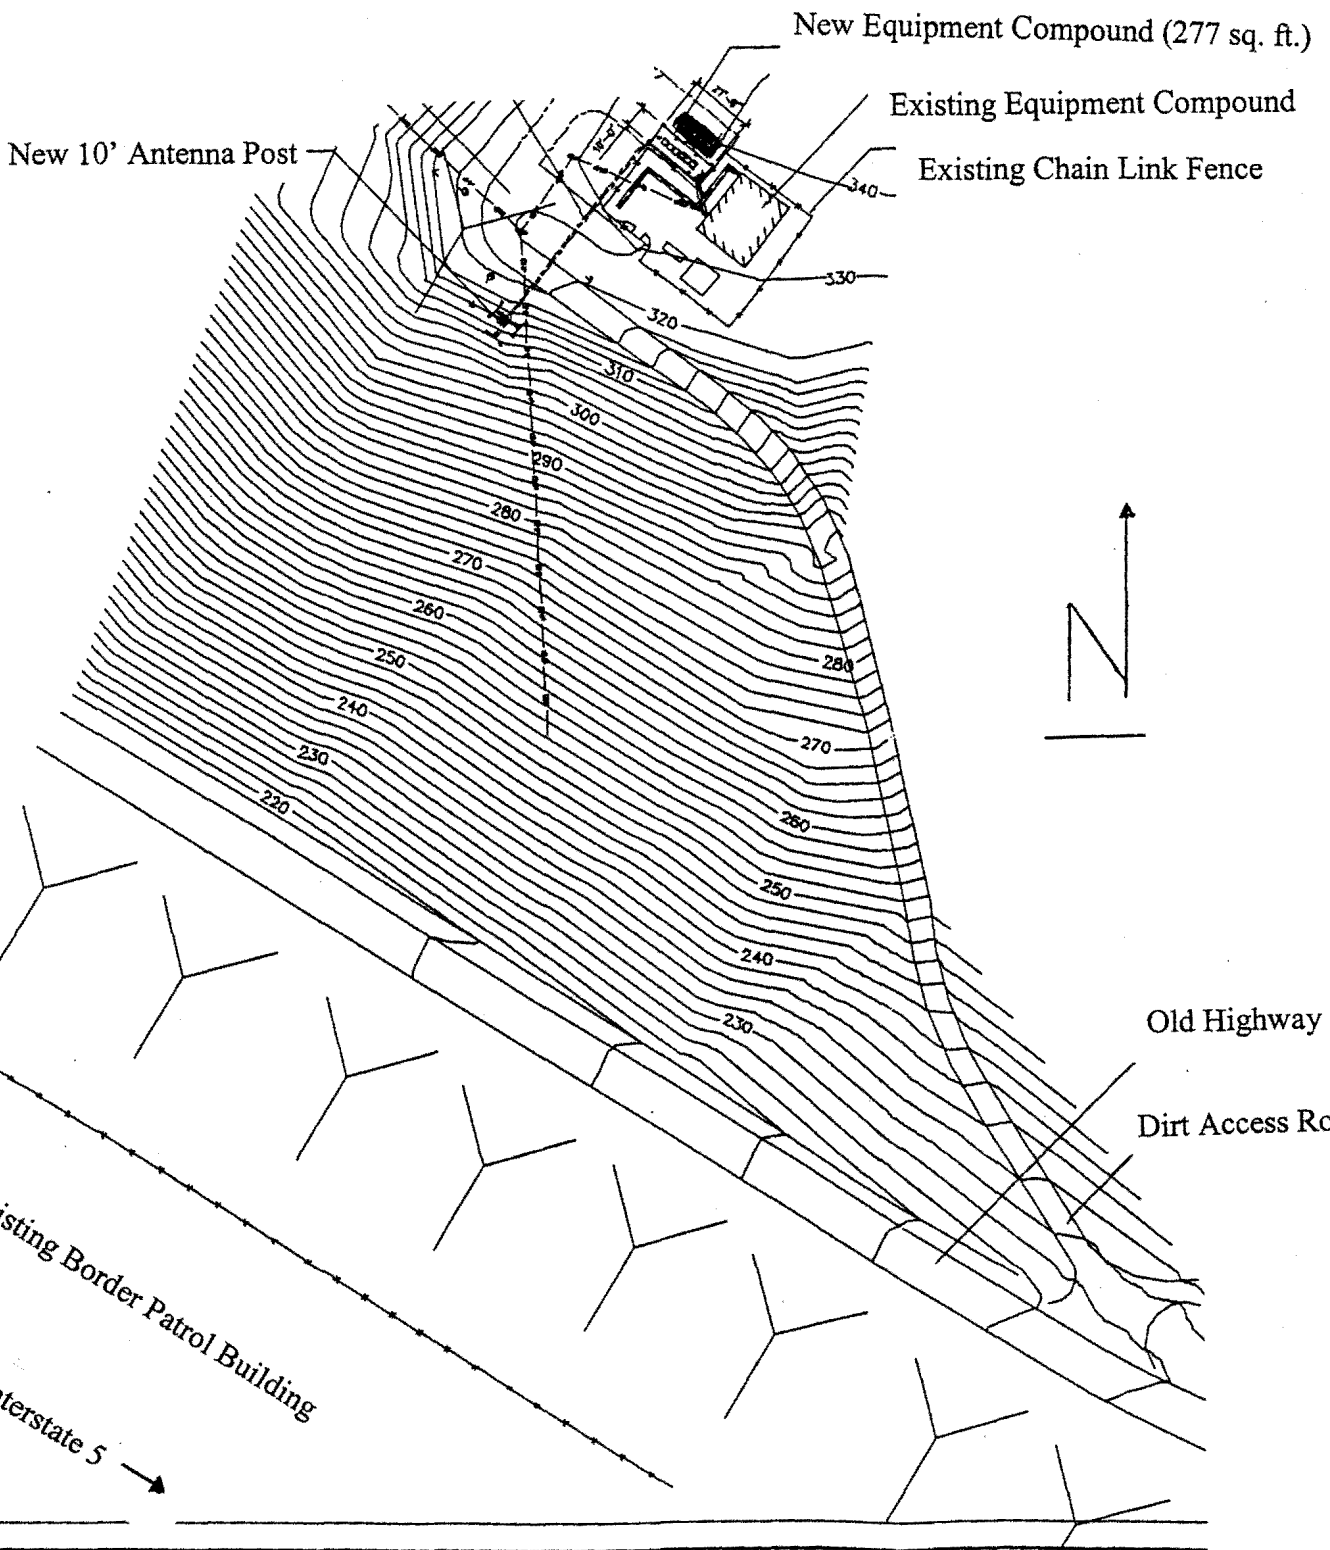 New Equipment Compound (277 sq. ft.)
Existing Equipment Compound
New 10' Antenna Post
Existing Chain Link Fence
340
330
320
310
300
290
280
270
260
250
240
230
220
280
270
260
250
240
230
N
Old Highway
Dirt Access Ro
isting Border Patrol Building
nterstate 5